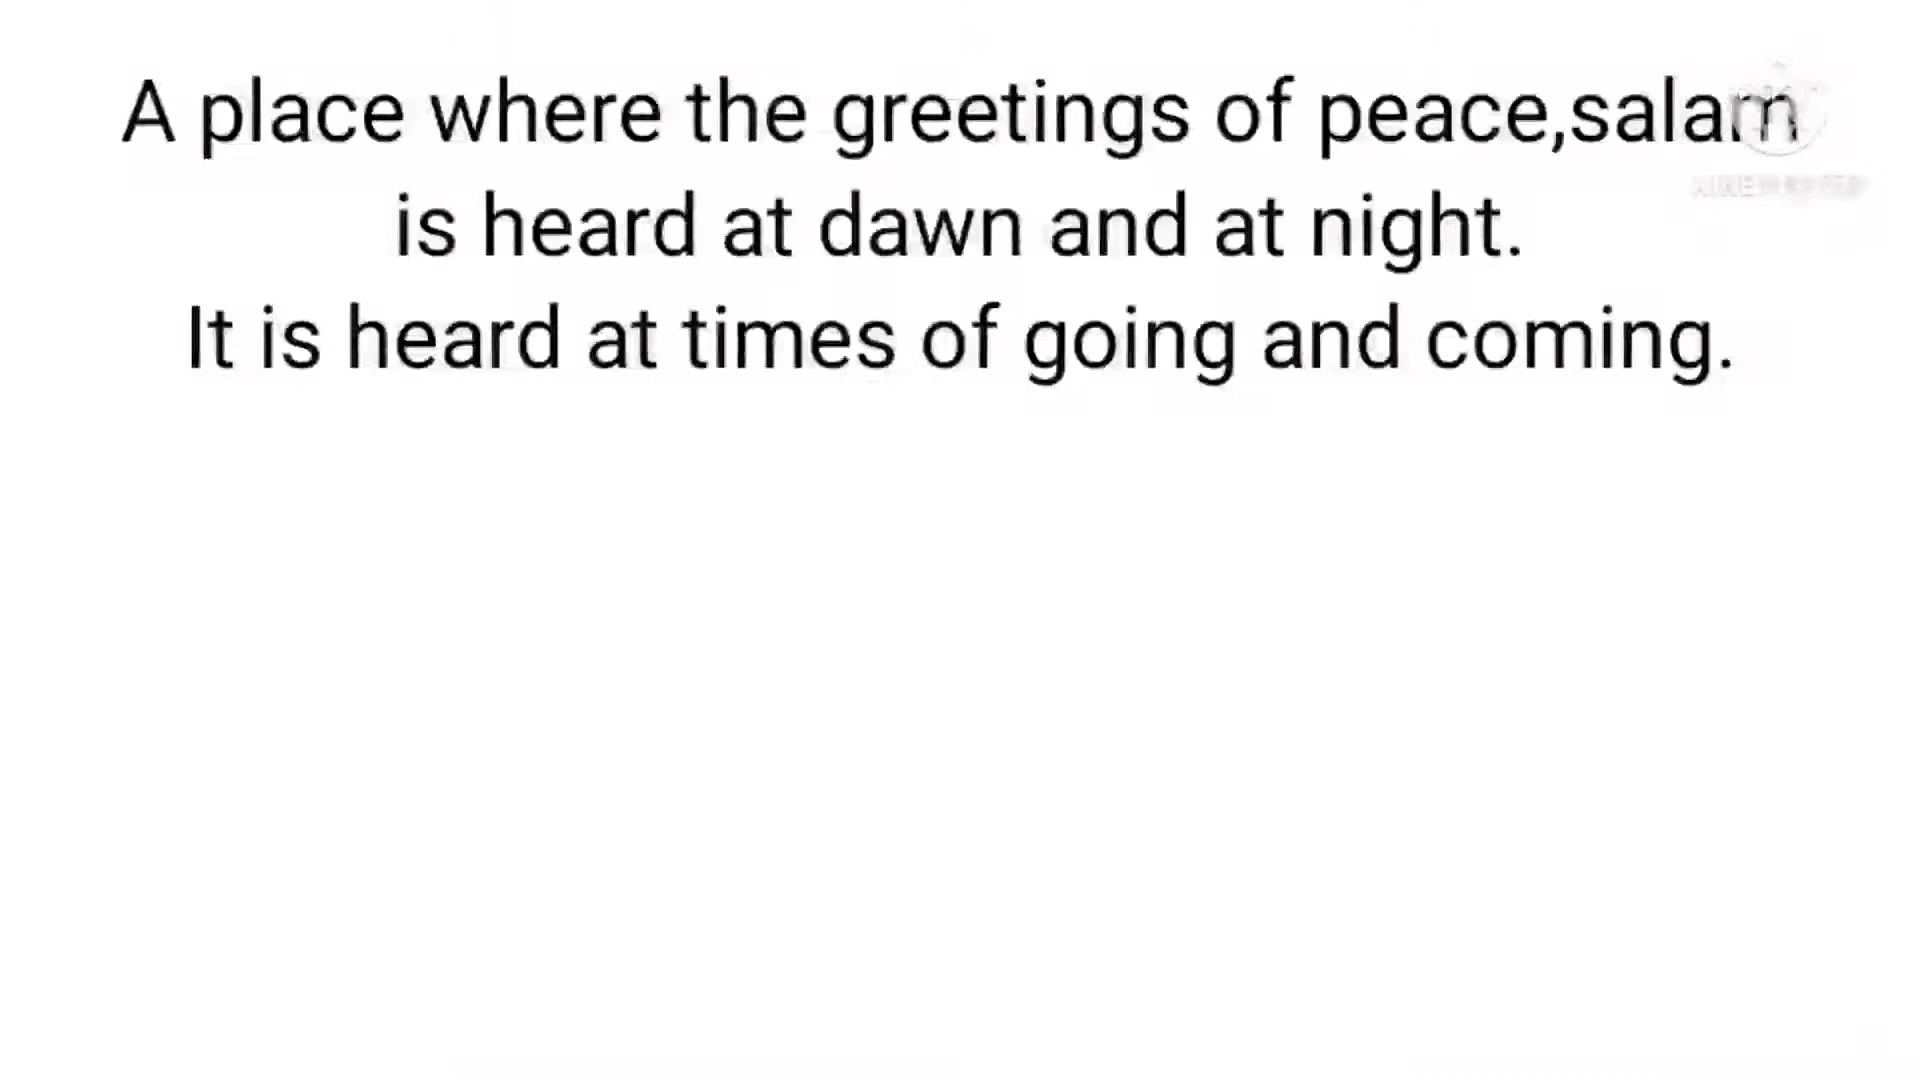 A place where the greetings of peace,salam
is heard at dawn and at night.
It is heard at times of going and coming.